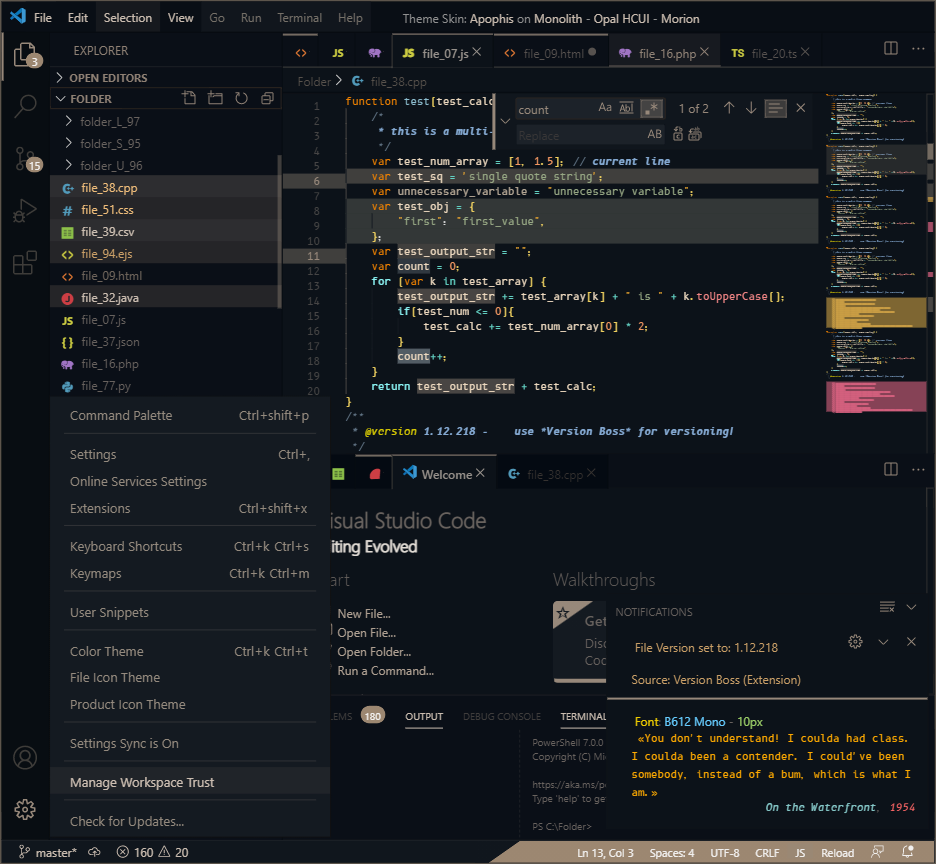 File Edit Selection View Go Run Terminal Help Theme Skin: Apophis on Monolith - Opal HCUI - Morion
3
15
EXPLORER
OPEN EDITORS
FOLDER
folder_L_97
folder_S_95
folder_U_96
file_38.cpp
file_51.css
file_39.csv
file_94.ejs
file_09.html
file_32.java
file_07.js
file_37.json
file_16.php
file_77.py
JS file_07.js file_09.html file_16.php TS file_20.ts
Folder > file_38.cpp
count Aa Ab .* 1 of 2
Replace AB
1
2
3
4
5
6
7
8
9
10
11
12
13
14
15
16
17
18
19
20
function test[test_calc
/*
* this is a multi-
*/
var test_num_array = [1, 1.5]; // current line
var test_sq = 'single quote string';
var unnecessary_variable = "unnecessary variable";
var test_obj = {
"first": "first_value",
};
var test_output_str = "";
var count = 0;
for [var k in test_array] {
test_output_str += test_array[k] + " is " + k.toUpperCase[];
if[test_num <= 0]{
test_calc += test_num_array[0] * 2;
}
count++;
}
return test_output_str + test_calc;
}
/**
* @version 1.12.218 - use *Version Boss* for versioning!
*/
Command Palette Ctrl+shift+p
Settings Ctrl+,
Online Services Settings
Extensions Ctrl+shift+x
Keyboard Shortcuts Ctrl+k Ctrl+s
Keymaps Ctrl+k Ctrl+m
User Snippets
Color Theme Ctrl+k Ctrl+t
File Icon Theme
Product Icon Theme
Settings Sync is On
Manage Workspace Trust
Check for Updates...
Welcome file_38.cpp
isual Studio Code
iting Evolved
art
New File...
Open File...
Open Folder...
Run a Command...
Walkthroughs
Get
Disc
Coc
LEMS 180 OUTPUT DEBUG CONSOLE TERMINAL
PowerShell 7.0.0
Copyright (C) Mi
https://aka.ms/p
Type 'help' to ge
PS C:\Folder>
NOTIFICATIONS
File Version set to: 1.12.218
Source: Version Boss (Extension)
Font: B612 Mono - 10px
«You don't understand! I coulda had class.
I coulda been a contender. I could've been
somebody, instead of a bum, which is what I
am.»
On the Waterfront, 1954
master* 160 20 Ln 13, Col 3 Spaces: 4 UTF-8 CRLF JS Reload